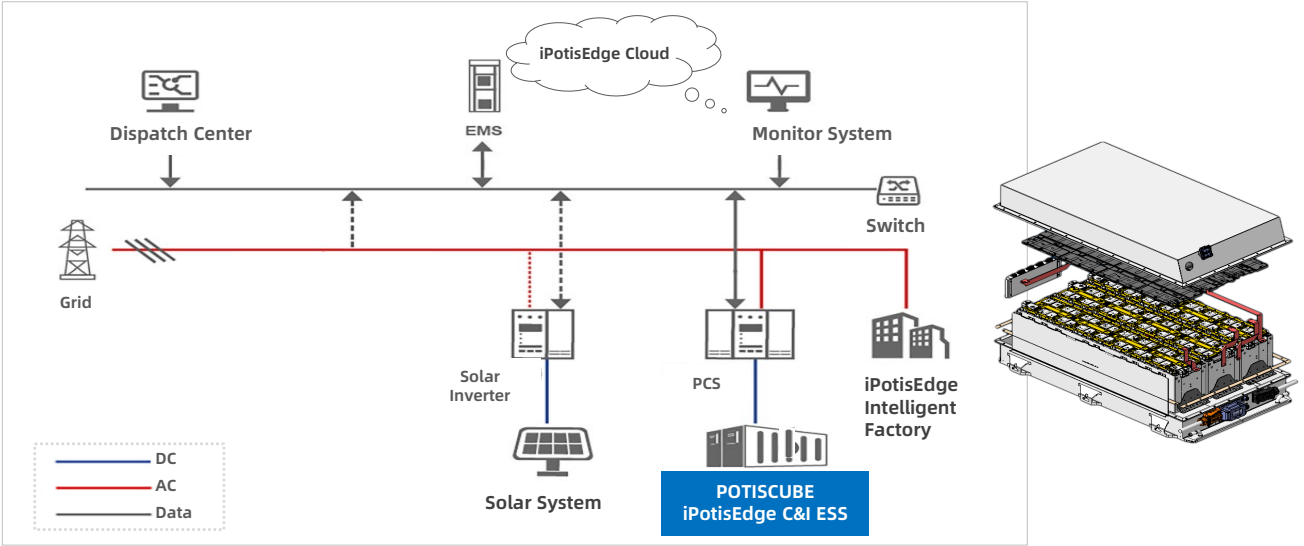 iPotisEdge Cloud
Dispatch Center
EMS
Monitor System
Switch
Grid
Solar
Inverter
PCS
iPotisEdge
Intelligent
Factory
DC
AC
Data
Solar System
POTISCUBE
iPotisEdge C&I ESS